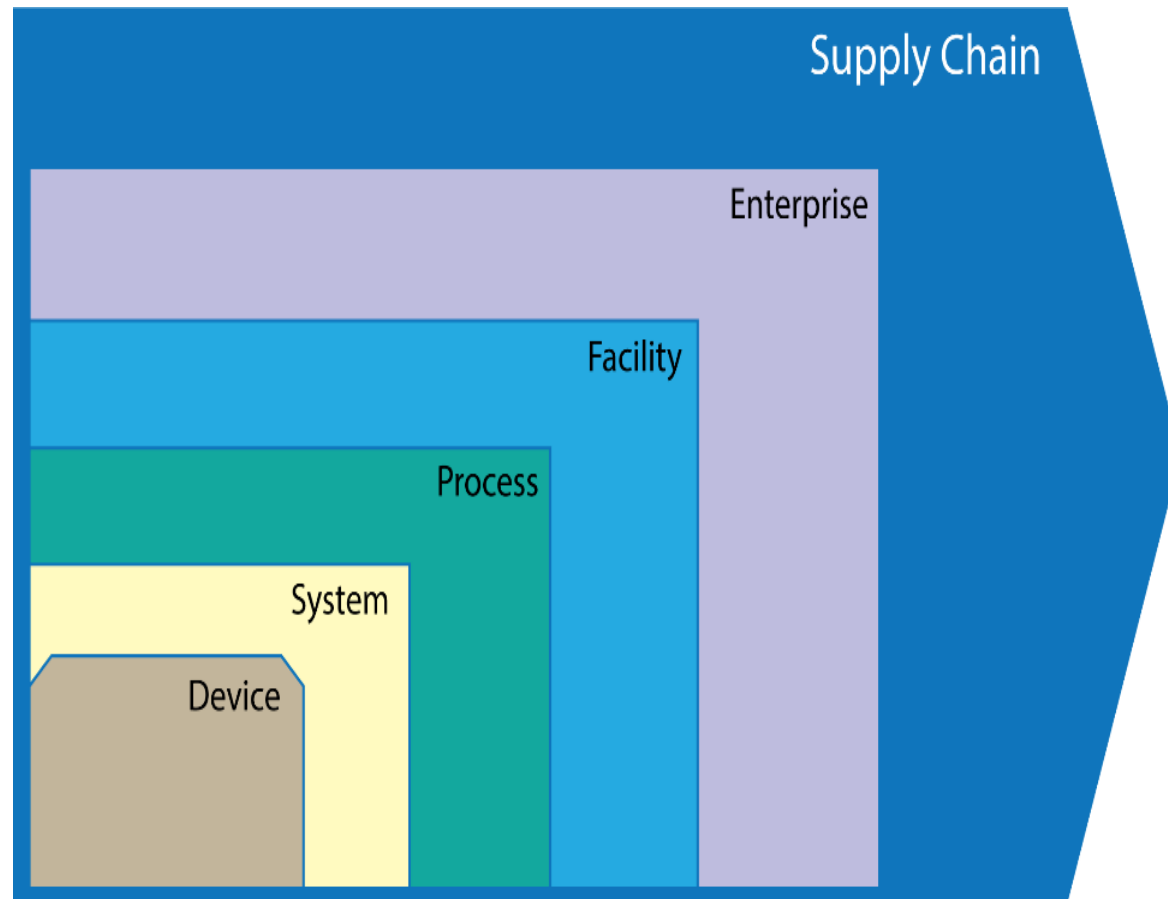 Supply Chain
Enterprise
Facility
Process
System
Device